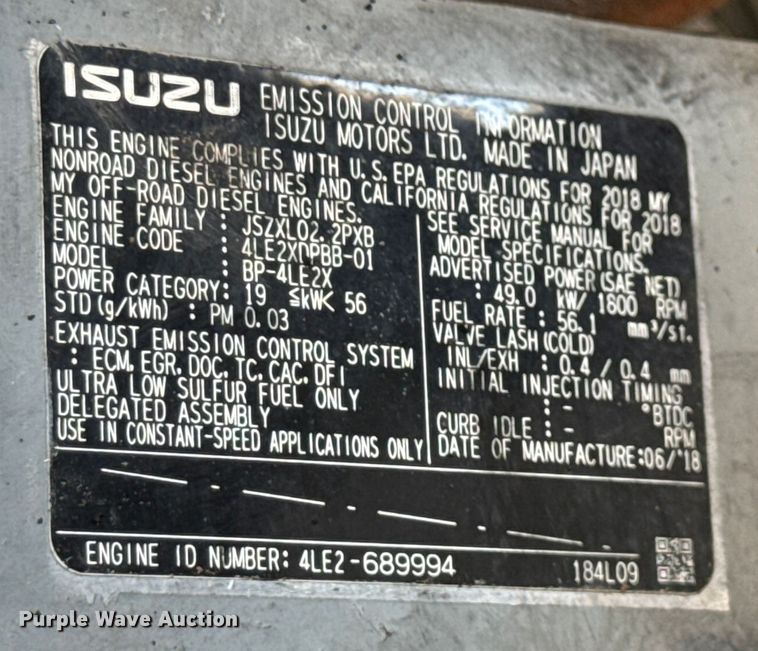 ISUZU EMISSION CONTROL INFORMATION
ISUZU MOTORS LTD. MADE IN JAPAN
THIS ENGINE COMPLIES WITH U.S. EPA REGULATIONS FOR 2018 MY
NONROAD DIESEL ENGINES AND CALIFORNIA REGULATIONS FOR 2018
MY OFF-ROAD DIESEL ENGINES.
ENGINE FAMILY : JSZXL02.2PXB
ENGINE CODE : 4LE2XDPBB-01
MODEL : BP-4LE2X
POWER CATEGORY: 19 ≦kW< 56
STD (g/kWh) : PM 0.03
EXHAUST EMISSION CONTROL SYSTEM
: ECM, EGR, DOC, TC, CAC, DFI
ULTRA LOW SULFUR FUEL ONLY
DELEGATED ASSEMBLY
USE IN CONSTANT-SPEED APPLICATIONS ONLY
SEE SERVICE MANUAL FOR
MODEL SPECIFICATIONS.
ADVERTISED POWER(SAE NET)
: 49.0 kW/ 1800 RPM
FUEL RATE : 56.1 mm³/st.
VALVE LASH(COLD)
INL/EXH : 0.4 / 0.4 mm
INITIAL INJECTION TIMING
: - °BTDC
CURB IDLE : - RPM
DATE OF MANUFACTURE:06/'18
ENGINE ID NUMBER: 4LE2-689994
184L09
Purple Wave Auction